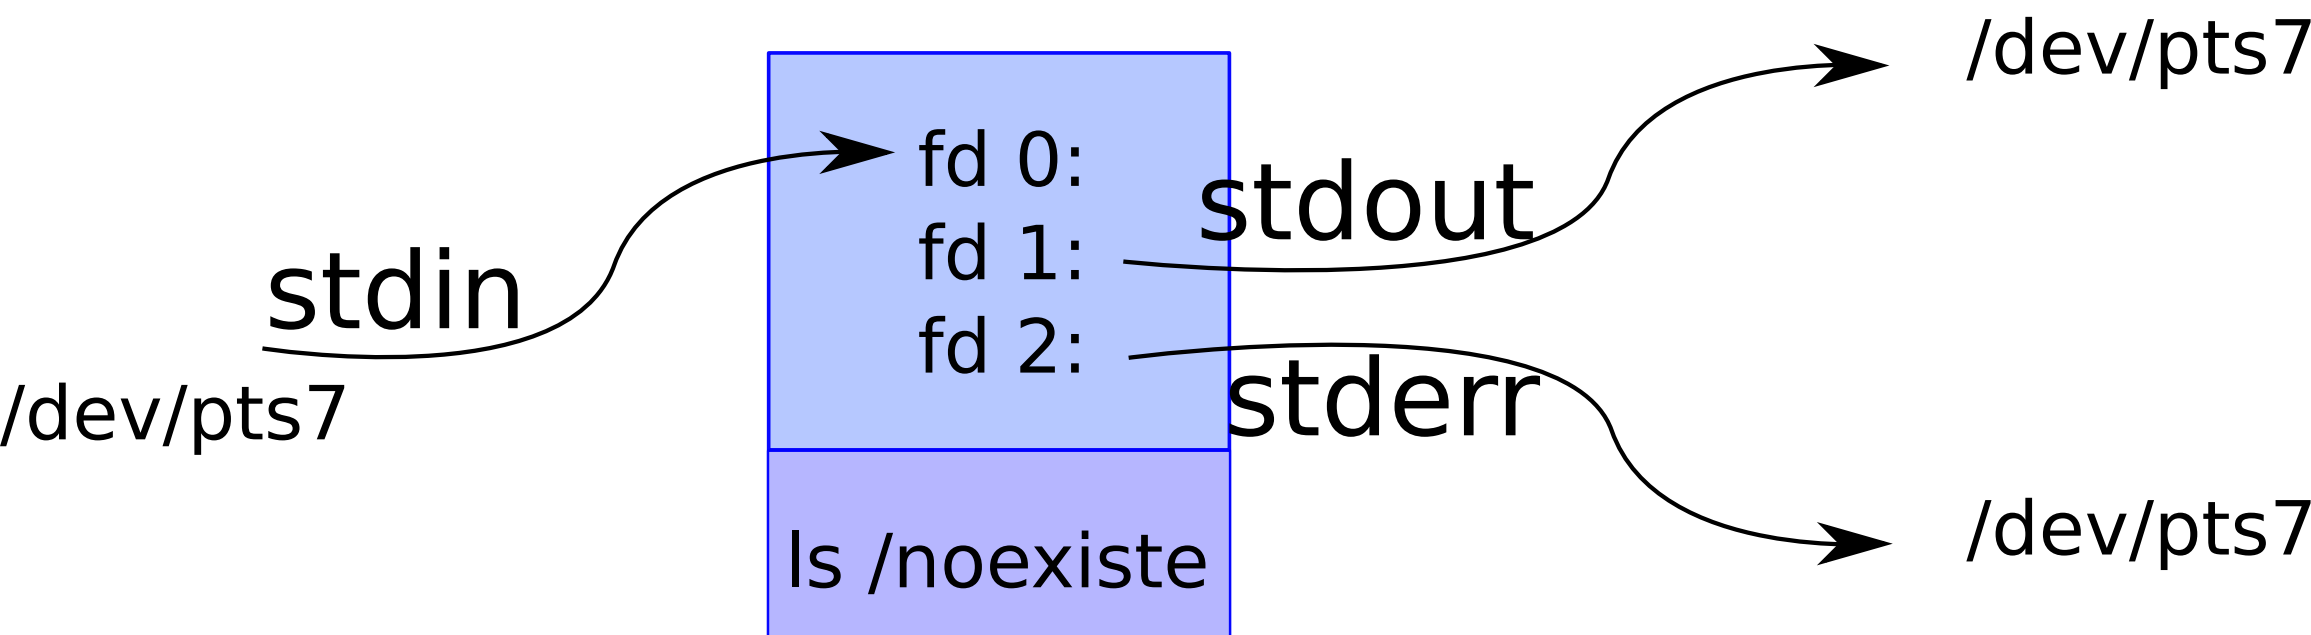 /dev/pts7
fd 0:
stdout
fd 1:
stdin
fd 2:
stderr
/dev/pts7
/dev/pts7
ls /noexiste